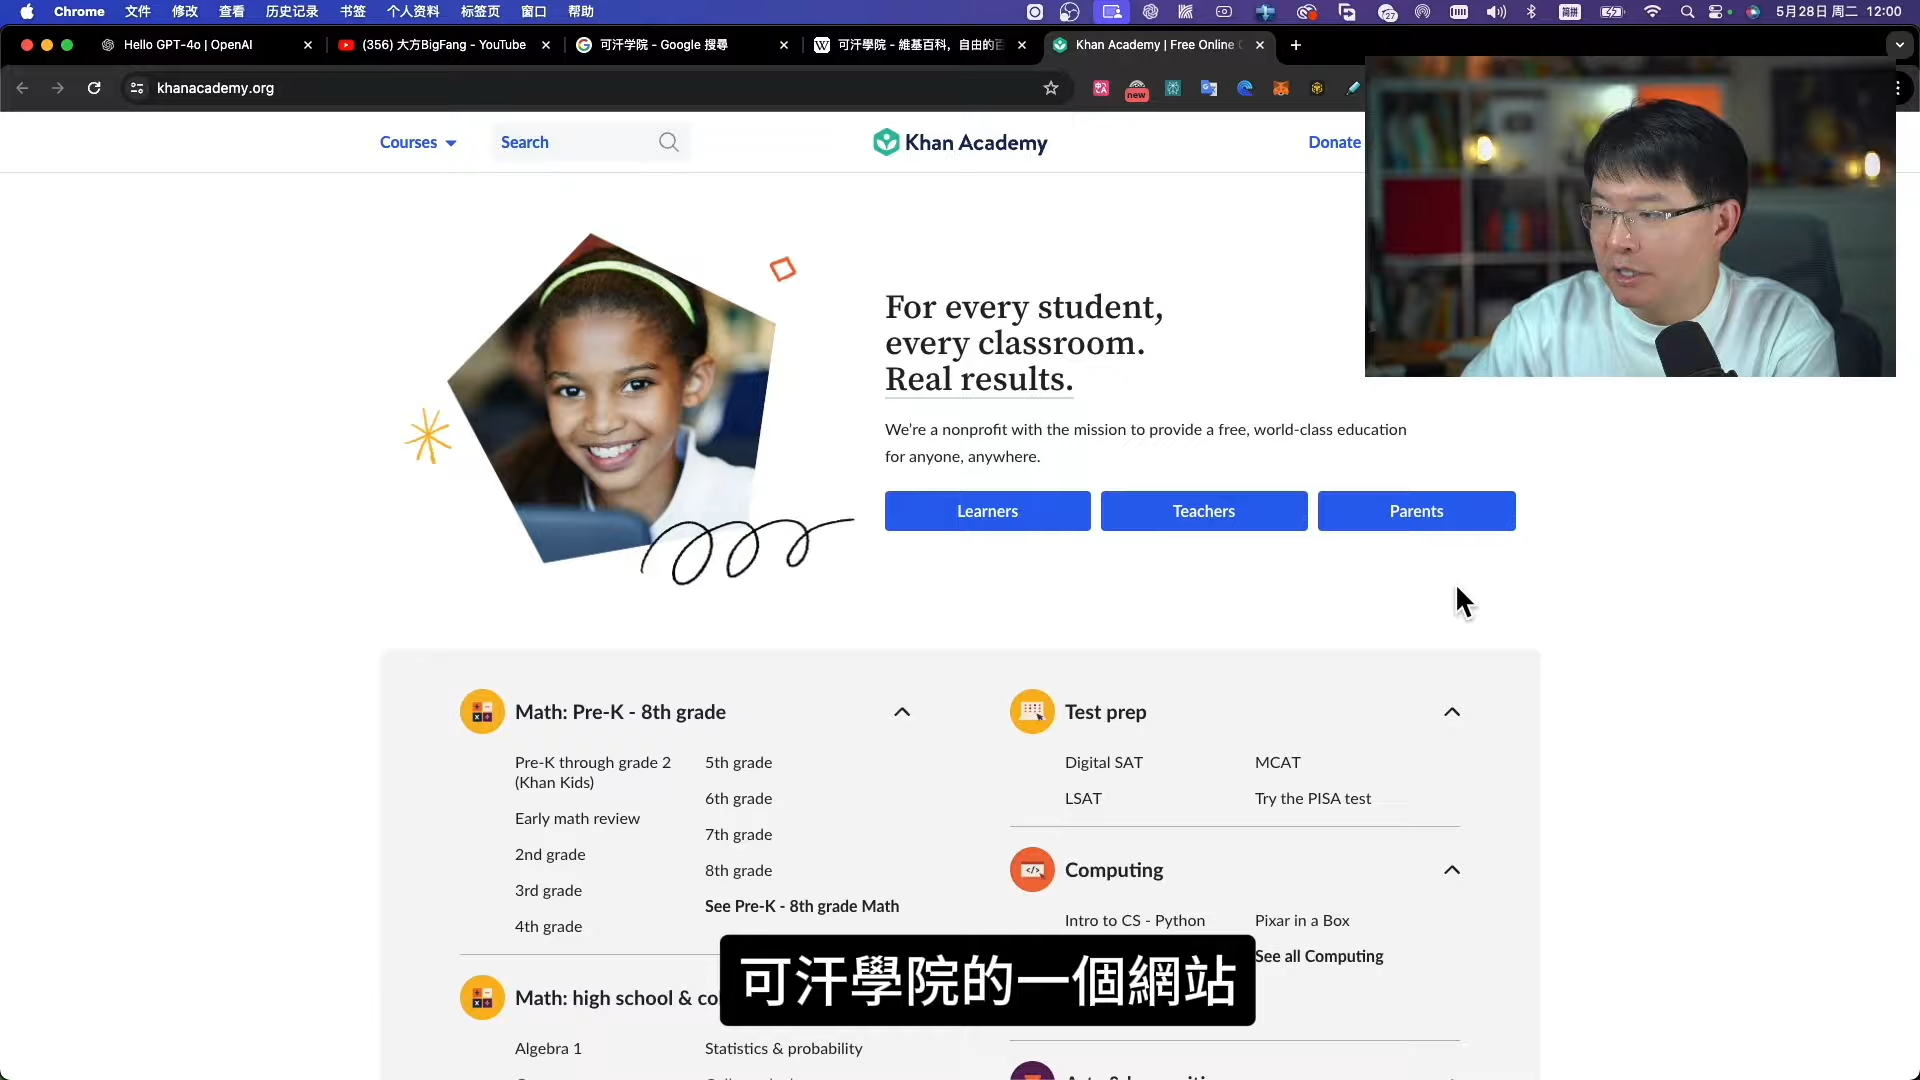 Chrome 文件 修改 查看 历史记录 书签 个人资料 标签页 窗口 帮助 27 简拼 5月28日 周二 12:00
Hello GPT-4o | OpenAI (356) 大方BigFang - YouTube 可汗学院 - Google 搜尋 可汗學院 - 維基百科，自由的百 Khan Academy | Free Online
khanacademy.org new
Courses Search Khan Academy Donate
For every student,
every classroom.
Real results.
We're a nonprofit with the mission to provide a free, world-class education
for anyone, anywhere.
Learners Teachers Parents
Math: Pre-K - 8th grade
Pre-K through grade 2
(Khan Kids)
Early math review
2nd grade
3rd grade
4th grade
5th grade
6th grade
7th grade
8th grade
See Pre-K - 8th grade Math
Math: high school & co
Algebra 1
Statistics & probability
Test prep
Digital SAT
LSAT
MCAT
Try the PISA test
Computing
Intro to CS - Python
Pixar in a Box
See all Computing
可汗學院的一個網站